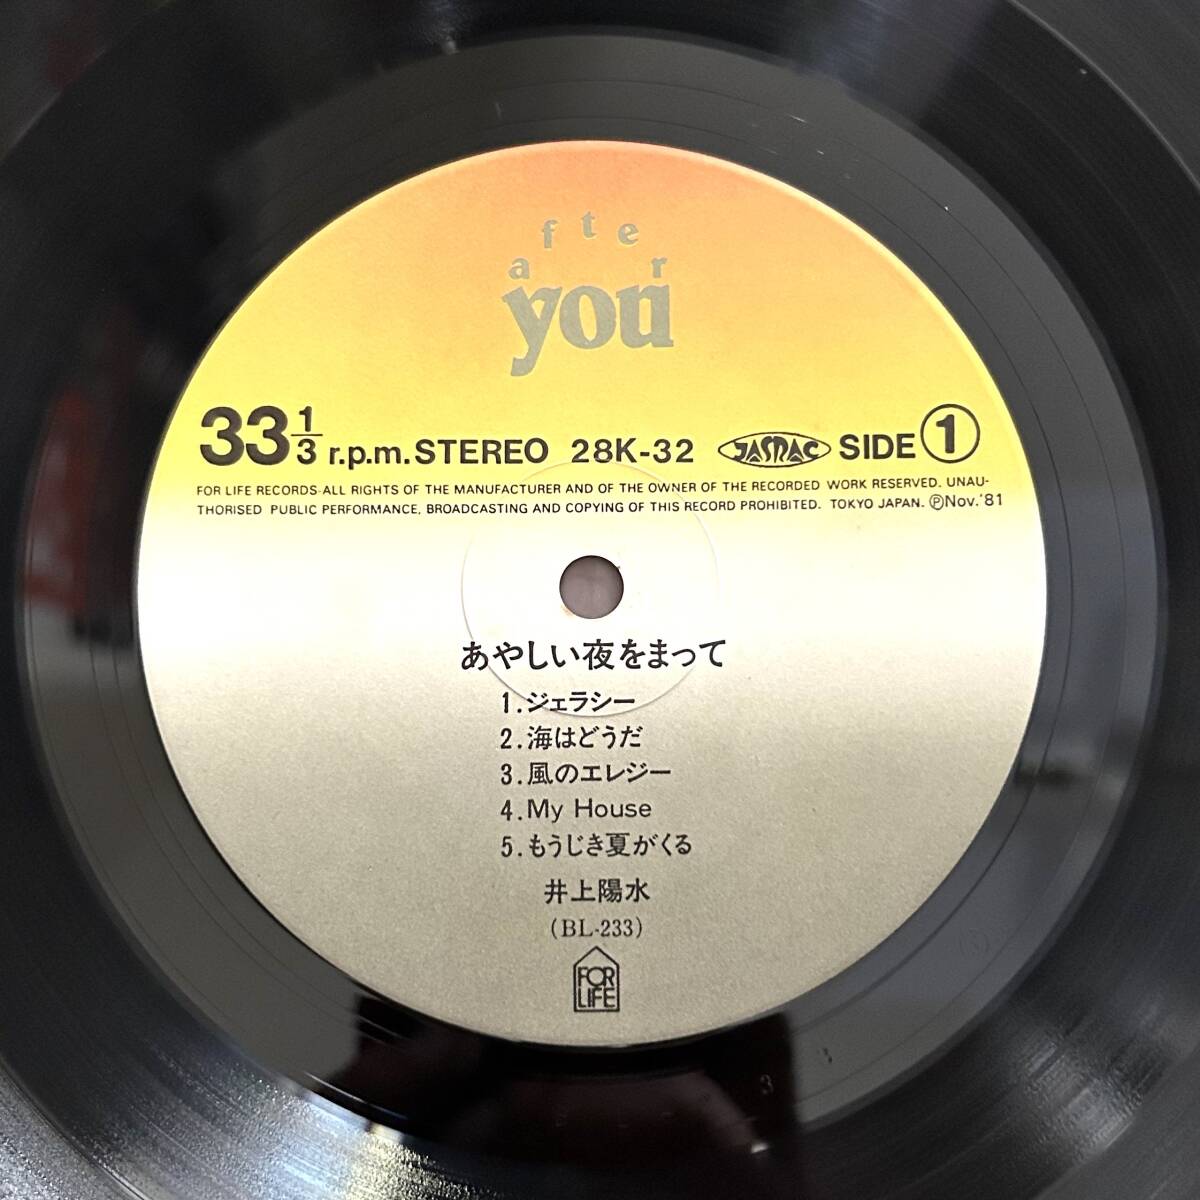 after
you
33 1/3 r.p.m. STEREO 28K-32 JASRAC SIDE 1
FOR LIFE RECORDS·ALL RIGHTS OF THE MANUFACTURER AND OF THE OWNER OF THE RECORDED WORK RESERVED. UNAU-
THORISED PUBLIC PERFORMANCE, BROADCASTING AND COPYING OF THIS RECORD PROHIBITED. TOKYO JAPAN. ℗Nov.'81
あやしい夜をまって
1.ジェラシー
2.海はどうだ
3.風のエレジー
4.My House
5.もうじき夏がくる
井上陽水
(BL-233)
FOR
LIFE
3